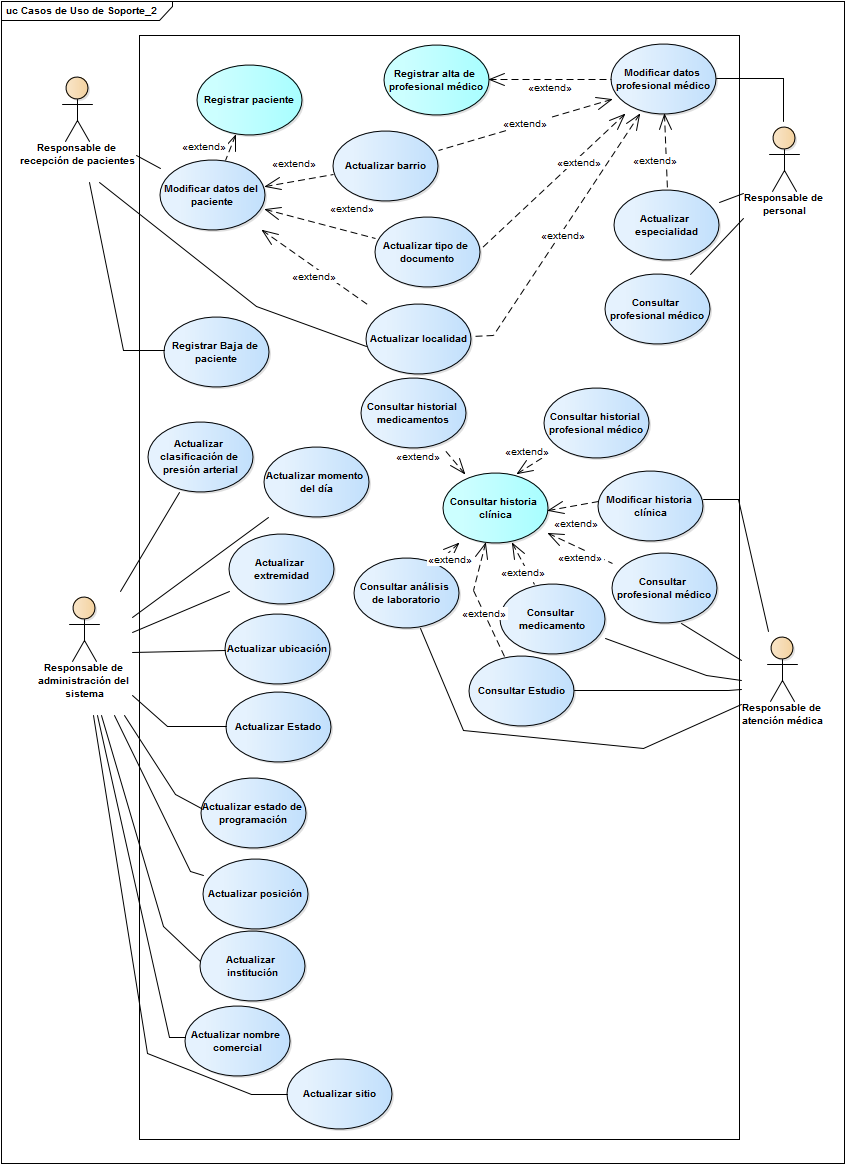 uc Casos de Uso de Soporte_2
Registrar paciente
Registrar alta de
profesional médico
Modificar datos
profesional médico
«extend»
«extend»
Responsable de
recepción de pacientes
«extend»
«extend»
Actualizar barrio
«extend»
«extend»
Modificar datos del
paciente
Responsable de
personal
«extend»
Actualizar
especialidad
«extend»
Actualizar tipo de
documento
«extend»
Consultar
profesional médico
Actualizar localidad
Registrar Baja de
paciente
Consultar historial
medicamentos
Consultar historial
profesional médico
Actualizar
clasificación de
presión arterial
«extend»
«extend»
Actualizar momento
del día
Consultar historia
clínica
Modificar historia
clínica
«extend»
Actualizar
extremidad
«extend»
«extend»
«extend»
Consultar análisis
de laboratorio
Consultar
profesional médico
«extend»
Consultar
medicamento
Actualizar ubicación
Responsable de
administración del
sistema
Consultar Estudio
Responsable de
atención médica
Actualizar Estado
Actualizar estado de
programación
Actualizar posición
Actualizar
institución
Actualizar nombre
comercial
Actualizar sitio